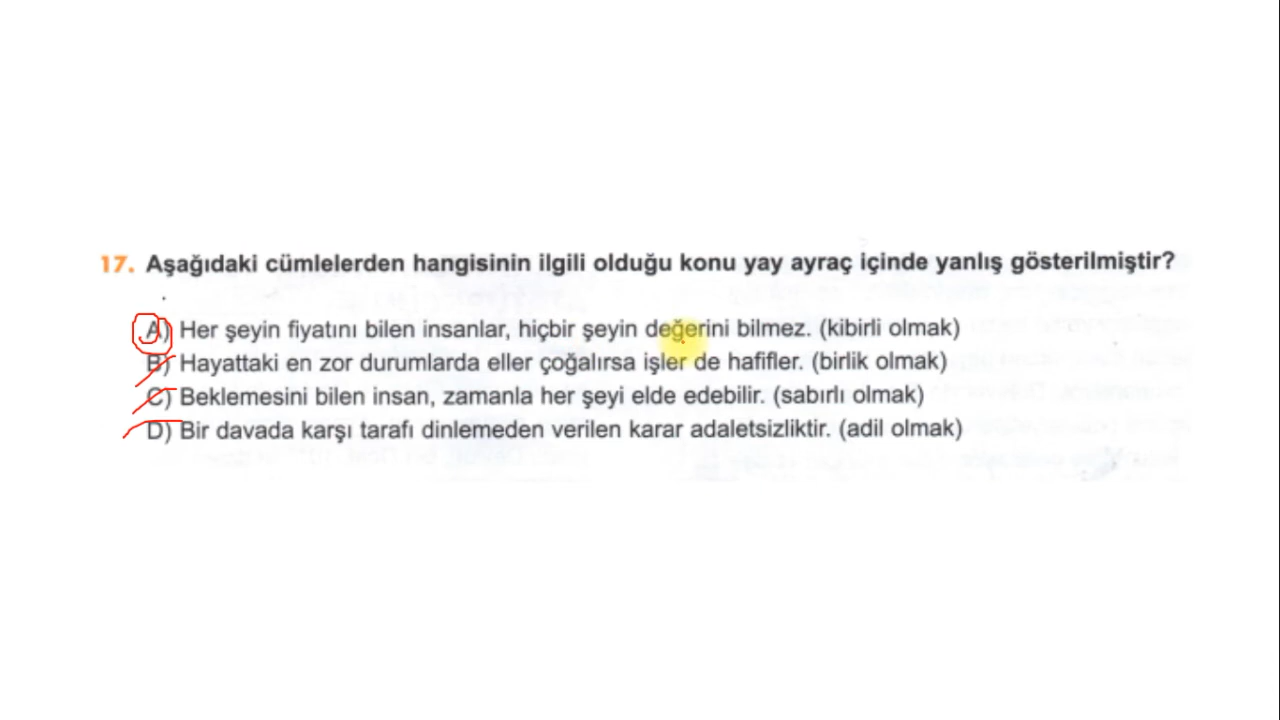 17. Aşağıdaki cümlelerden hangisinin ilgili olduğu konu yay ayraç içinde yanlış gösterilmiştir?
A) Her şeyin fiyatını bilen insanlar, hiçbir şeyin değerini bilmez. (kibirli olmak)
B) Hayattaki en zor durumlarda eller çoğalırsa işler de hafifler. (birlik olmak)
C) Beklemesini bilen insan, zamanla her şeyi elde edebilir. (sabırlı olmak)
D) Bir davada karşı tarafı dinlemeden verilen karar adaletsizliktir. (adil olmak)